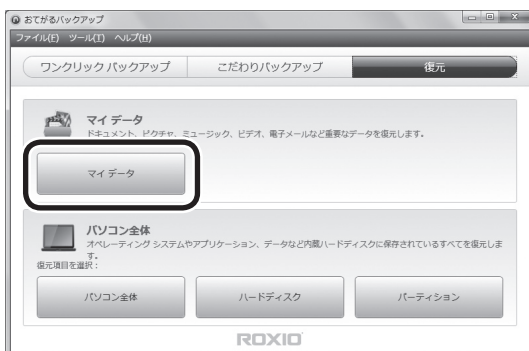 おてがるバックアップ
ファイル(F) ツール(T) ヘルプ(H)
ワンクリック バックアップ こだわりバックアップ 復元
マイ データ
ドキュメント、ピクチャ、ミュージック、ビデオ、電子メールなど重要なデータを復元します。
マイ データ
パソコン全体
オペレーティング システムやアプリケーション、データなど内蔵ハードディスクに保存されているすべてを復元しま
す。
復元項目を選択：
パソコン全体 ハードディスク パーティション
ROXIO